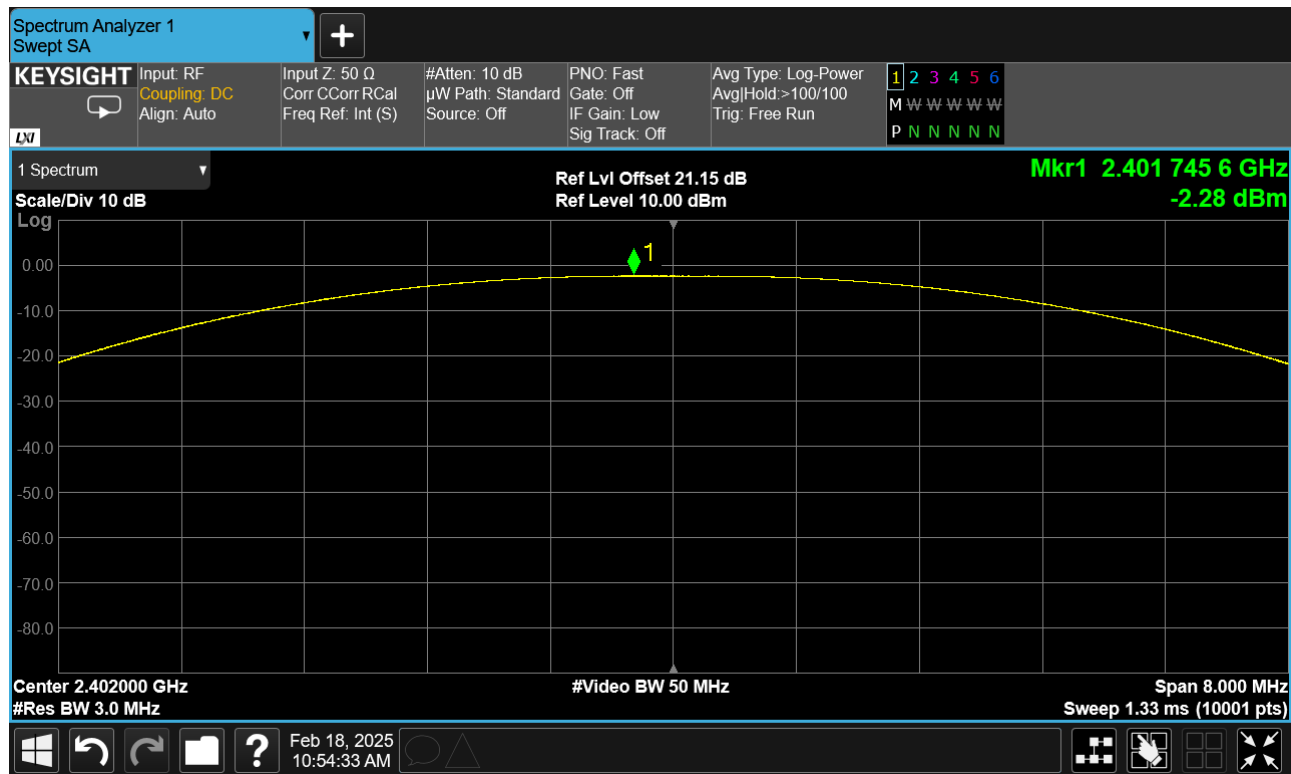 Spectrum Analyzer 1
Swept SA
+
KEYSIGHT
LXI
Input: RF
Coupling: DC
Align: Auto
Input Z: 50 Ω
Corr CCorr RCal
Freq Ref: Int (S)
#Atten: 10 dB
µW Path: Standard
Source: Off
PNO: Fast
Gate: Off
IF Gain: Low
Sig Track: Off
Avg Type: Log-Power
Avg|Hold:>100/100
Trig: Free Run
1 2 3 4 5 6
M W W W W W
P N N N N N
1 Spectrum
Scale/Div 10 dB
Ref Lvl Offset 21.15 dB
Ref Level 10.00 dBm
Mkr1 2.401 745 6 GHz
-2.28 dBm
Log
1
0.00
-10.0
-20.0
-30.0
-40.0
-50.0
-60.0
-70.0
-80.0
Center 2.402000 GHz
#Video BW 50 MHz
Span 8.000 MHz
#Res BW 3.0 MHz
Sweep 1.33 ms (10001 pts)
?
Feb 18, 2025
10:54:33 AM